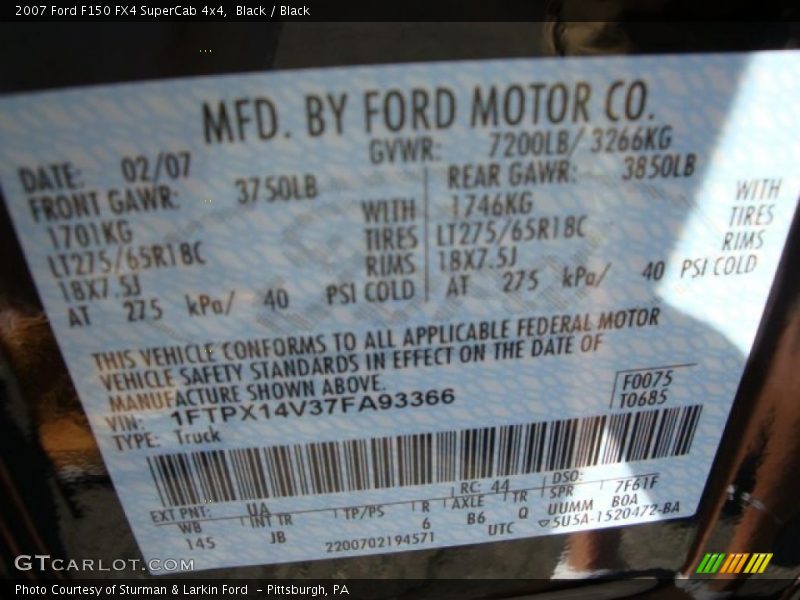 2007 Ford F150 FX4 SuperCab 4x4, Black / Black
MFD. BY FORD MOTOR CO.
DATE: 02/07 GVWR: 7200LB/ 3266KG
FRONT GAWR: 3750LB REAR GAWR: 3850LB
1701KG WITH 1746KG WITH
LT275/65R18C TIRES LT275/65R18C TIRES
18X7.5J RIMS 18X7.5J RIMS
AT 275 kPa/ 40 PSI COLD AT 275 kPa/ 40 PSI COLD
THIS VEHICLE CONFORMS TO ALL APPLICABLE FEDERAL MOTOR
VEHICLE SAFETY STANDARDS IN EFFECT ON THE DATE OF
MANUFACTURE SHOWN ABOVE.
VIN: 1FTPX14V37FA93366 F0075
TYPE: Truck T0685
EXT PNT: UA RC: 44 DSO:
WB INT TR TP/PS R AXLE TR SPR 7F61F
145 JB 6 B6 Q UUMM B0A
2200702194571 UTC 5U5A-1520472-BA
GTCARLOT.COM
Photo Courtesy of Sturman & Larkin Ford - Pittsburgh, PA